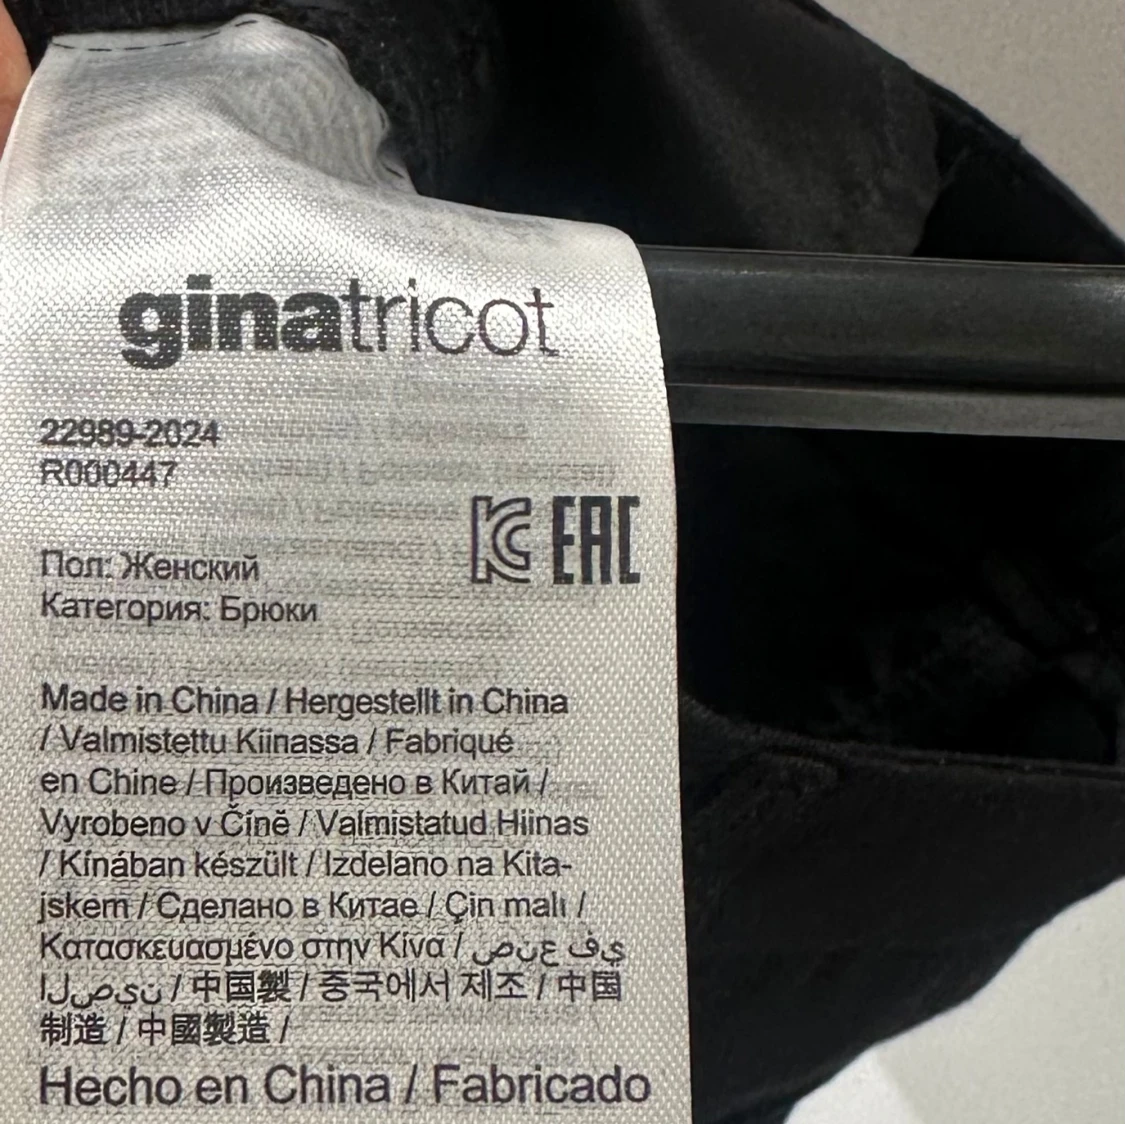 ginatricot
22989-2024
R000447
KC EAC
Пол: Женский
Категория: Брюки
Made in China / Hergestellt in China
/ Valmistettu Kiinassa / Fabriqué
en Chine / Произведено в Китай /
Vyrobeno v Číně / Valmistatud Hiinas
/ Kínában készült / Izdelano na Kita-
jskem / Сделано в Китае / Çin malı /
Κατασκευασμένο στην Κίνα / ﺹﻥﻉ ﻑﻱ
ﺍﻝﺹﻱﻥ / 中国製 / 중국에서 제조 / 中国
制造 / 中國製造 /
Hecho en China / Fabricado